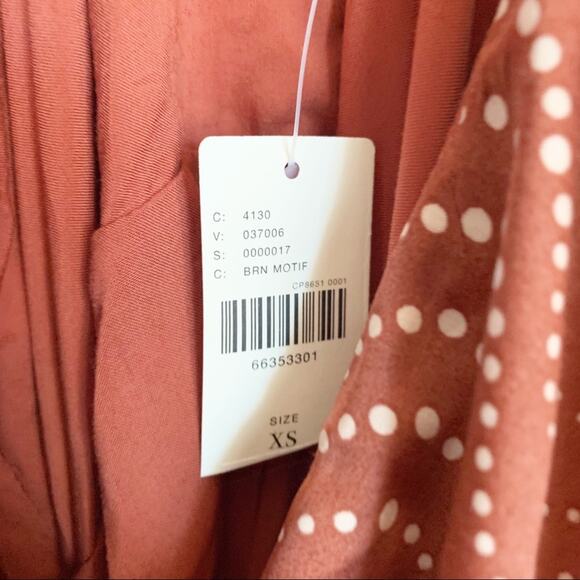 C: 4130
V: 037006
S: 0000017
C: BRN MOTIF
CP8651 0001
66353301
SIZE
XS